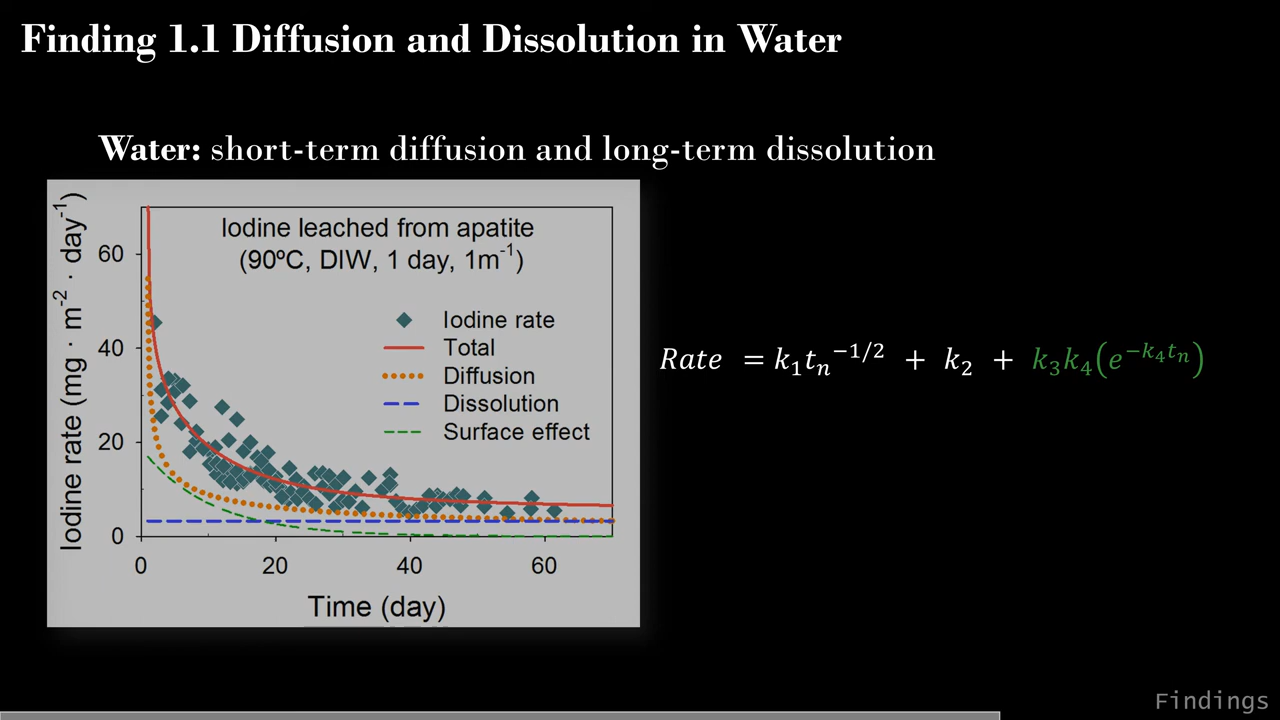 Finding 1.1 Diffusion and Dissolution in Water
Water: short-term diffusion and long-term dissolution
Iodine leached from apatite
(90ºC, DIW, 1 day, 1m⁻¹)
Iodine rate
Total
Diffusion
Dissolution
Surface effect
Iodine rate (mg · m⁻² · day⁻¹)
60
40
20
0
0 20 40 60
Time (day)
Rate = k₁tₙ⁻¹/² + k₂ + k₃k₄(e^{-k₄tₙ})
Findings